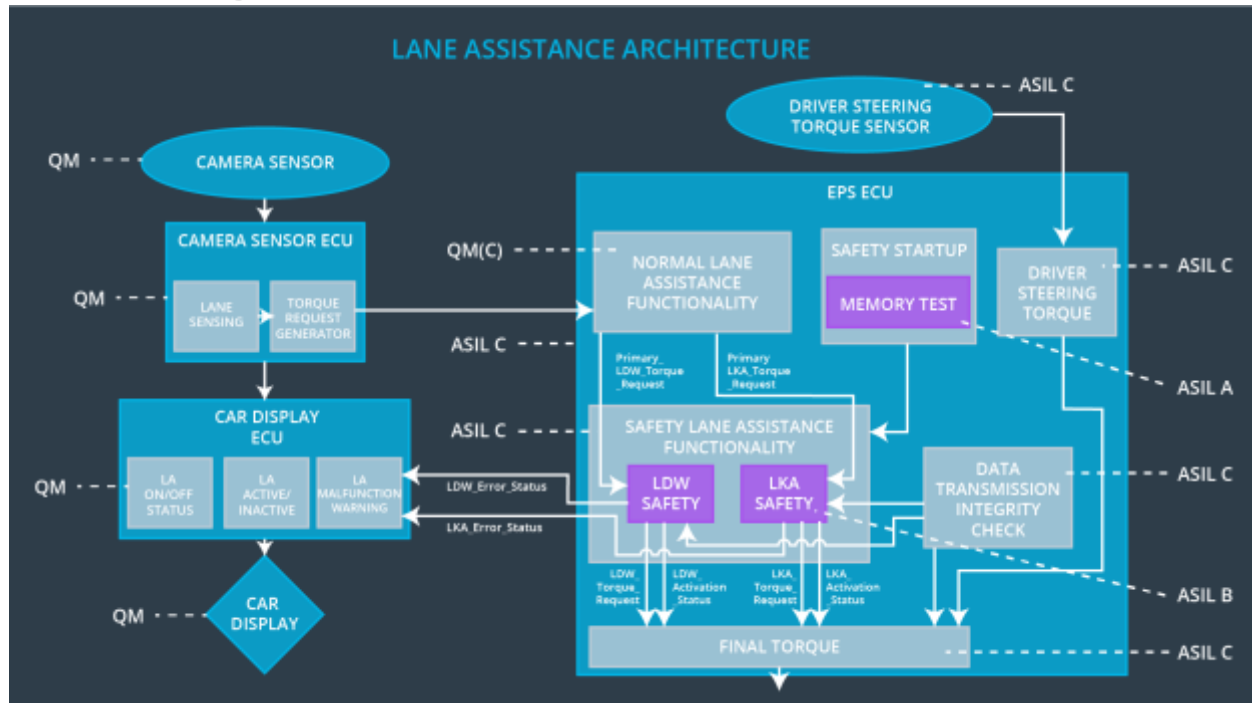 LANE ASSISTANCE ARCHITECTURE
ASIL C
DRIVER STEERING
TORQUE SENSOR
QM
CAMERA SENSOR
CAMERA SENSOR ECU
QM
LANE
SENSING
TORQUE
REQUEST
GENERATOR
CAR DISPLAY
ECU
QM
LA
ON/OFF
STATUS
LA
ACTIVE/
INACTIVE
LA
MALFUNCTION
WARNING
QM
CAR
DISPLAY
EPS ECU
QM(C)
NORMAL LANE
ASSISTANCE
FUNCTIONALITY
SAFETY STARTUP
MEMORY TEST
DRIVER
STEERING
TORQUE
ASIL C
ASIL C
ASIL A
Primary_
LDW_Torque
_Request
Primary
LKA_Torque
_Request
ASIL C
SAFETY LANE ASSISTANCE
FUNCTIONALITY
LDW
SAFETY
LKA
SAFETY
DATA
TRANSMISSION
INTEGRITY
CHECK
ASIL C
LDW_Error_Status
LKA_Error_Status
LDW_
Torque_
Request
LDW_
Activation
_Status
LKA_
Torque_
Request
LKA_
Activation
_Status
ASIL B
FINAL TORQUE
ASIL C